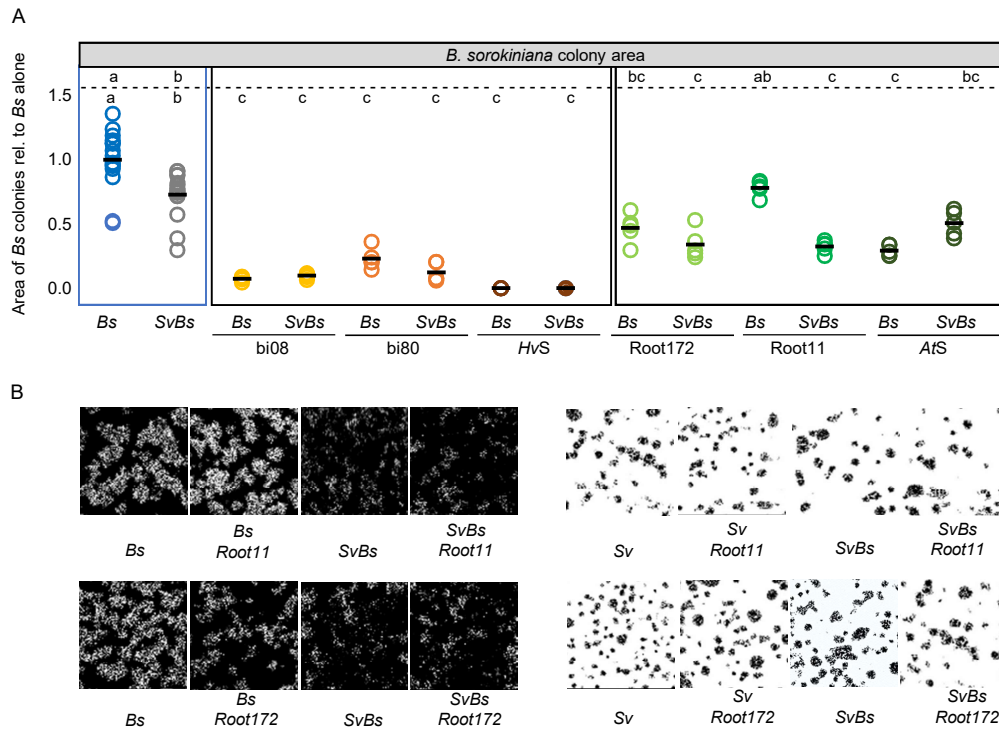 A
B. sorokiniana colony area
Area of Bs colonies rel. to Bs alone
a b bc c ab c c bc
1.5
a b c c c c c c
1.0
0.5
0.0
Bs SvBs Bs SvBs Bs SvBs Bs SvBs Bs SvBs Bs SvBs Bs SvBs
bi08 bi80 HvS Root172 Root11 AtS
B
Bs
Bs
Root11
SvBs
SvBs
Root11
Sv
Sv
Root11
SvBs
SvBs
Root11
Bs
Bs
Root172
SvBs
SvBs
Root172
Sv
Sv
Root172
SvBs
SvBs
Root172